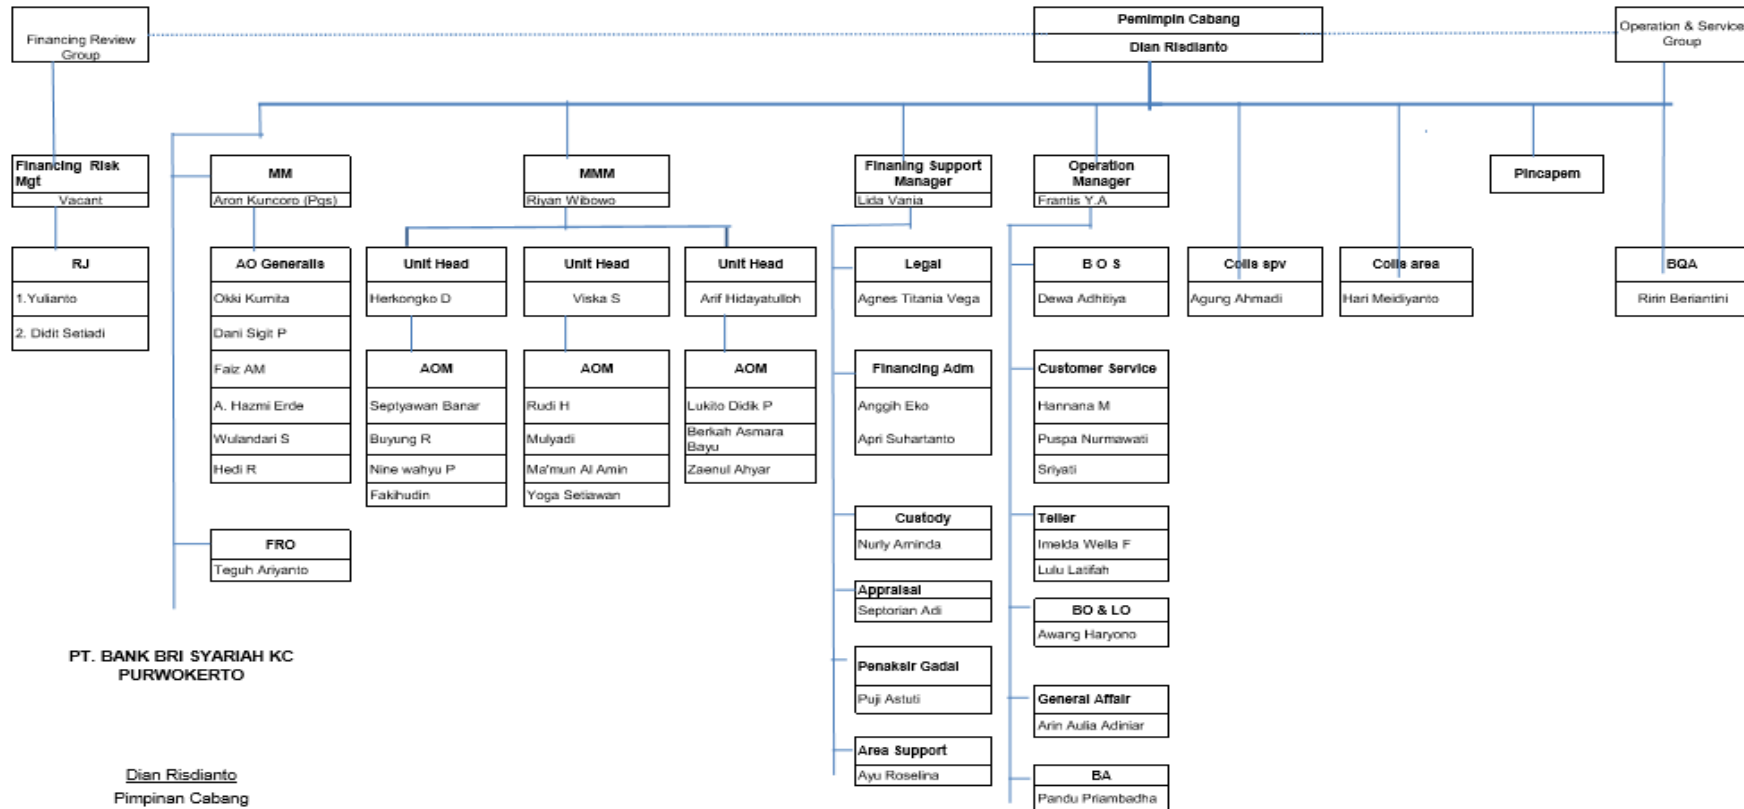 Financing Review
Group
Pemimpin Cabang
Dian Risdianto
Operation & Service
Group
Financing Risk
Mgt
Vacant
MM
Aron Kuncoro (Pgs)
MMM
Riyan Wibowo
Finaning Support
Manager
Lida Vania
Operation
Manager
Frantis Y.A
Pincapem
RJ
1.Yulianto
2. Didit Setiadi
AO Generalis
Okki Kurnita
Dani Sigit P
Faiz AM
A. Hazmi Erde
Wulandari S
Hedi R
FRO
Teguh Ariyanto
Unit Head
Herkongko D
AOM
Septyawan Banar
Buyung R
Nine wahyu P
Fakihudin
Unit Head
Viska S
AOM
Rudi H
Mulyadi
Ma'mun Al Amin
Yoga Setiawan
Unit Head
Arif Hidayatulloh
AOM
Lukito Didik P
Berkah Asmara
Bayu
Zaenul Ahyar
Legal
Agnes Titania Vega
Financing Adm
Anggih Eko
Apri Suhartanto
Custody
Nurly Aminda
Appraisal
Septorian Adi
Penaksir Gadai
Puji Astuti
Area Support
Ayu Roselina
B O S
Dewa Adhitiya
Customer Service
Hannana M
Puspa Nurmawati
Sriyati
Teller
Imelda Wella F
Lulu Latifah
BO & LO
Awang Haryono
General Affair
Arin Aulia Adiniar
BA
Pandu Priambadha
Colls spv
Agung Ahmadi
Colls area
Hari Meidiyanto
BQA
Ririn Beriantini
PT. BANK BRI SYARIAH KC
PURWOKERTO
Dian Risdianto
Pimpinan Cabang